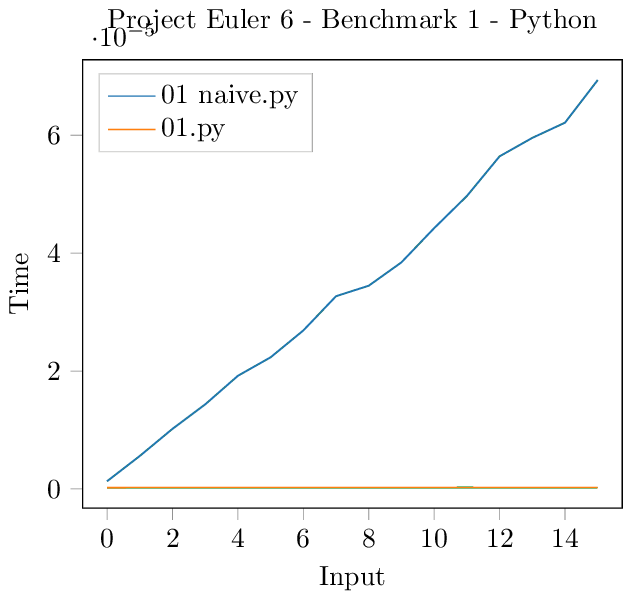 Project Euler 6 - Benchmark 1 - Python
·10⁻⁵
01 naive.py
01.py
6
4
2
0
Time
0 2 4 6 8 10 12 14
Input